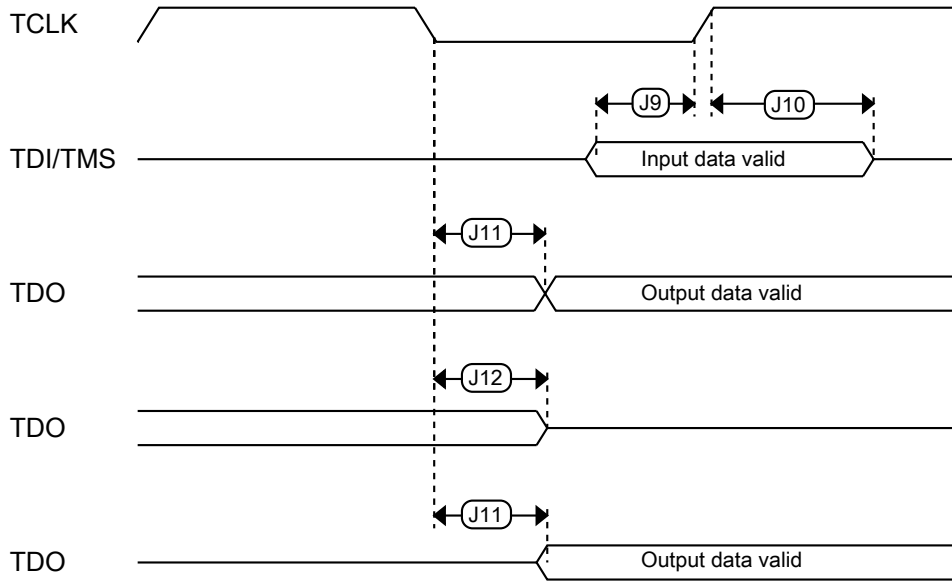 TCLK
J9
J10
TDI/TMS
Input data valid
J11
TDO
Output data valid
J12
TDO
J11
TDO
Output data valid